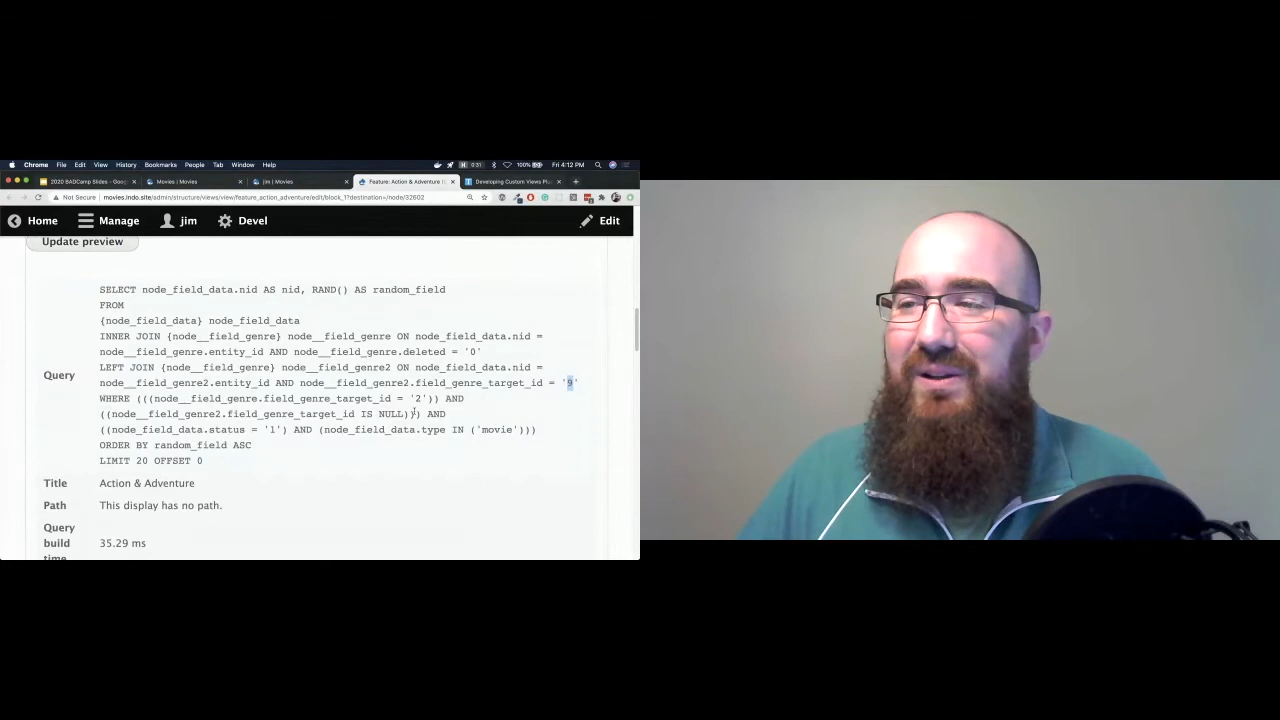 Chrome File Edit View History Bookmarks People Tab Window Help 0:31 100% Fri 4:12 PM
2020 BADCamp Slides - Goog Movies | Movies jim | Movies Feature: Action & Adventure Developing Custom Views Plu
Not Secure movies.lndo.site/admin/structure/views/view/feature_action_adventure/edit/block_1?destination=/node/32602
Home Manage jim Devel Edit
Update preview
SELECT node_field_data.nid AS nid, RAND() AS random_field
FROM
{node_field_data} node_field_data
INNER JOIN {node__field_genre} node__field_genre ON node_field_data.nid =
node__field_genre.entity_id AND node__field_genre.deleted = '0'
LEFT JOIN {node__field_genre} node__field_genre2 ON node_field_data.nid =
Query
node__field_genre2.entity_id AND node__field_genre2.field_genre_target_id = '9'
WHERE (((node__field_genre.field_genre_target_id = '2')) AND
((node__field_genre2.field_genre_target_id IS NULL))) AND
((node_field_data.status = '1') AND (node_field_data.type IN ('movie')))
ORDER BY random_field ASC
LIMIT 20 OFFSET 0
Title Action & Adventure
Path This display has no path.
Query
build 35.29 ms
time